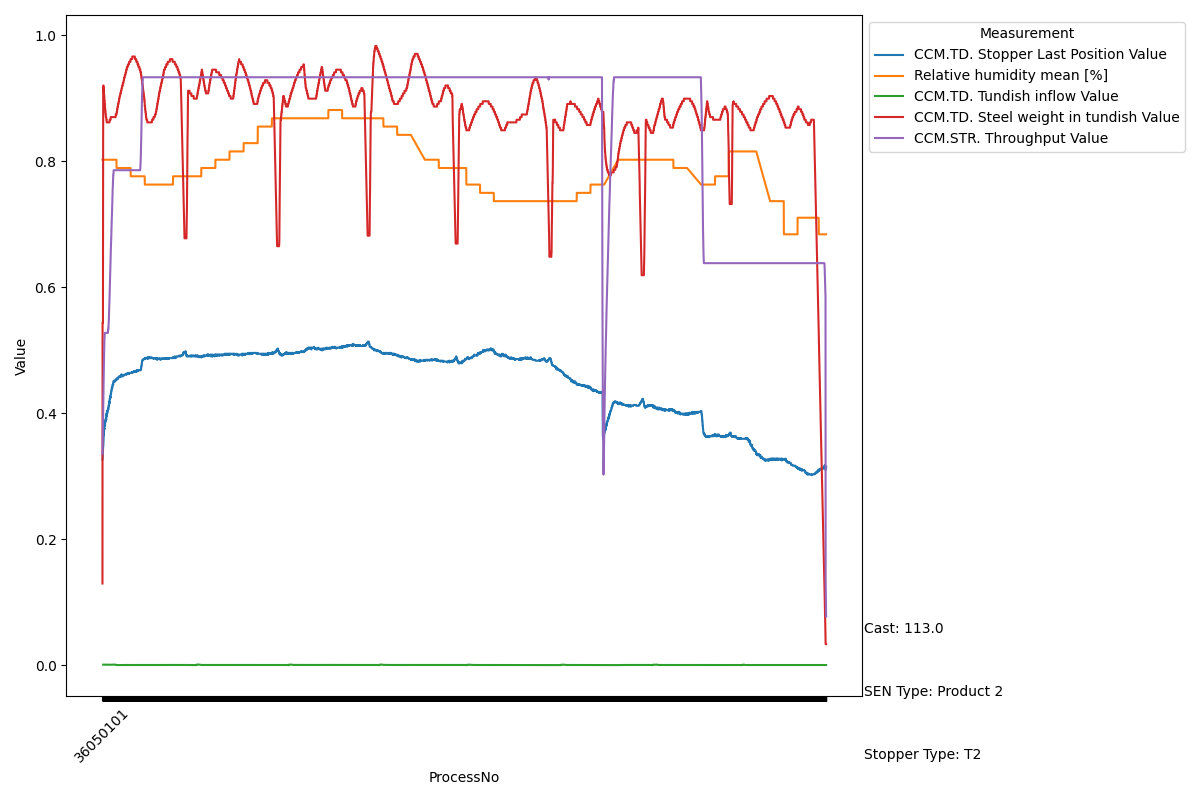 1.0
0.8
0.6
0.4
0.2
0.0
Value
36050101
ProcessNo
Measurement
CCM.TD. Stopper Last Position Value
Relative humidity mean [%]
CCM.TD. Tundish inflow Value
CCM.TD. Steel weight in tundish Value
CCM.STR. Throughput Value
Cast: 113.0
SEN Type: Product 2
Stopper Type: T2